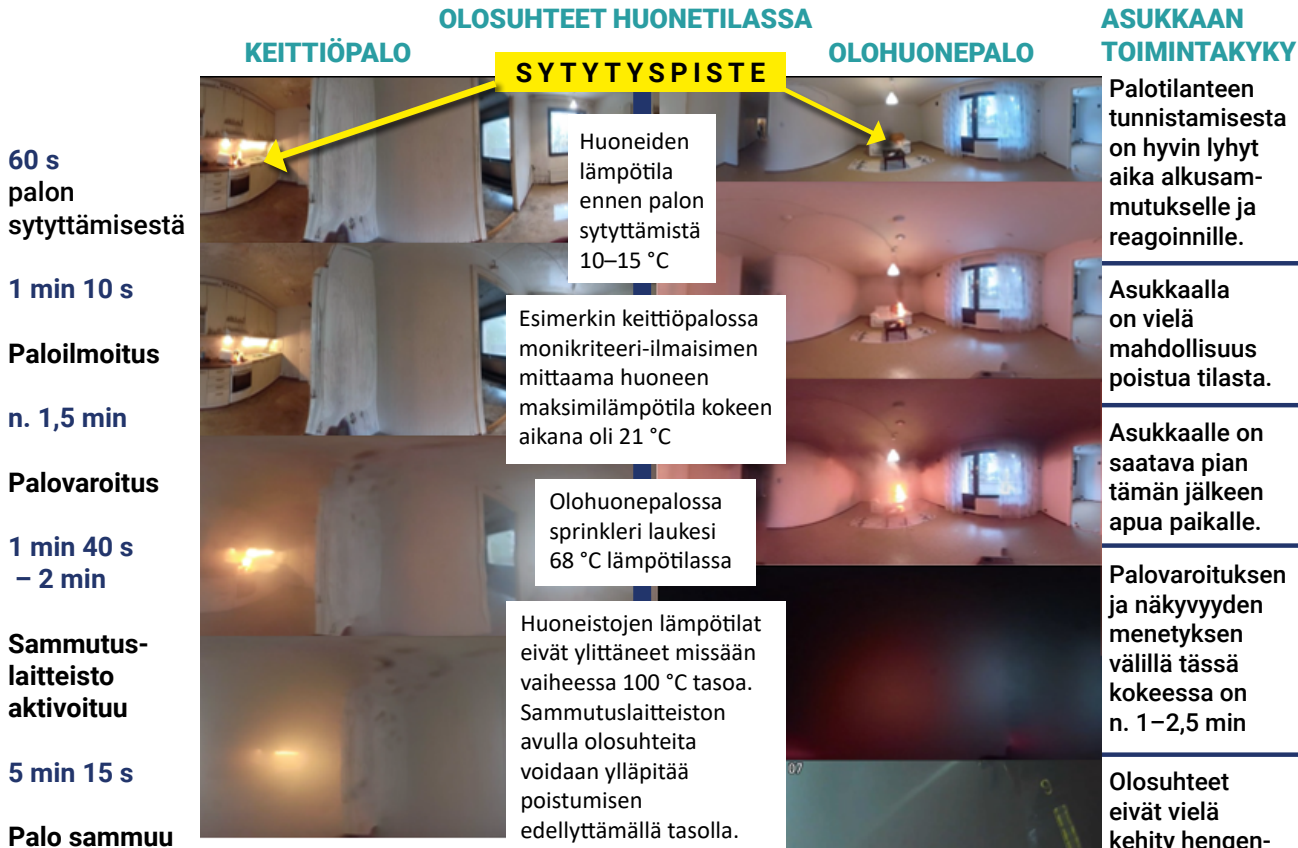 OLOSUHTEET HUONETILASSA
KEITTIÖPALO
OLOHUONEPALO
ASUKKAAN
TOIMINTAKYKY
SYTYTYSPISTE
60 s
palon
sytyttämisestä
1 min 10 s
Paloilmoitus
n. 1,5 min
Palovaroitus
1 min 40 s
– 2 min
Sammutus-
laitteisto
aktivoituu
5 min 15 s
Palo sammuu
Huoneiden
lämpötila
ennen palon
sytyttämistä
10–15 °C
Esimerkin keittiöpalossa
monikriteeri-ilmaisimen
mittaama huoneen
maksimilämpötila kokeen
aikana oli 21 °C
Olohuonepalossa
sprinkleri laukesi
68 °C lämpötilassa
Huoneistojen lämpötilat
eivät ylittäneet missään
vaiheessa 100 °C tasoa.
Sammutuslaitteiston
avulla olosuhteita
voidaan ylläpitää
poistumisen
edellyttämällä tasolla.
07
Palotilanteen
tunnistamisesta
on hyvin lyhyt
aika alkusam-
mutukselle ja
reagoinnille.
Asukkaalla
on vielä
mahdollisuus
poistua tilasta.
Asukkaalle on
saatava pian
tämän jälkeen
apua paikalle.
Palovaroituksen
ja näkyvyyden
menetyksen
välillä tässä
kokeessa on
n. 1–2,5 min
Olosuhteet
eivät vielä
kehity hengen-